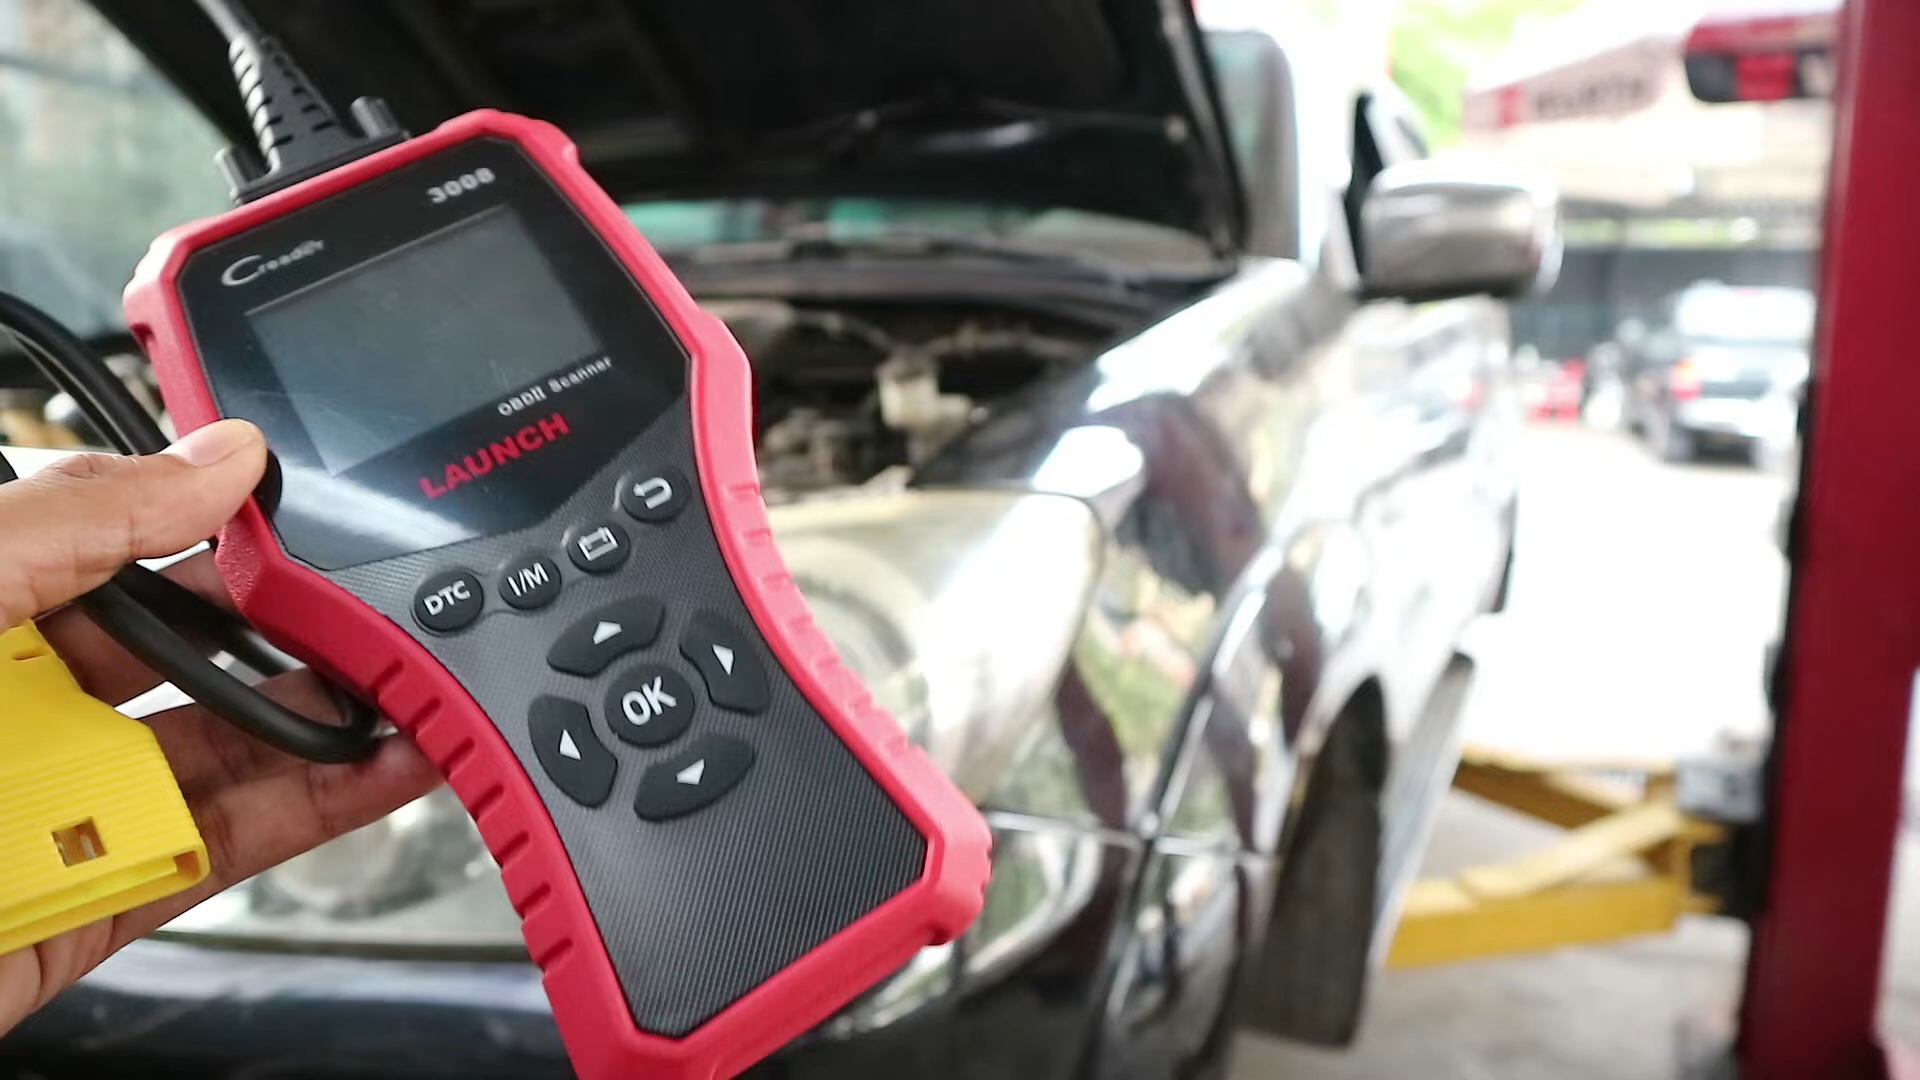 3008
Creader
OBDII Scanner
LAUNCH
DTC
I/M
OK